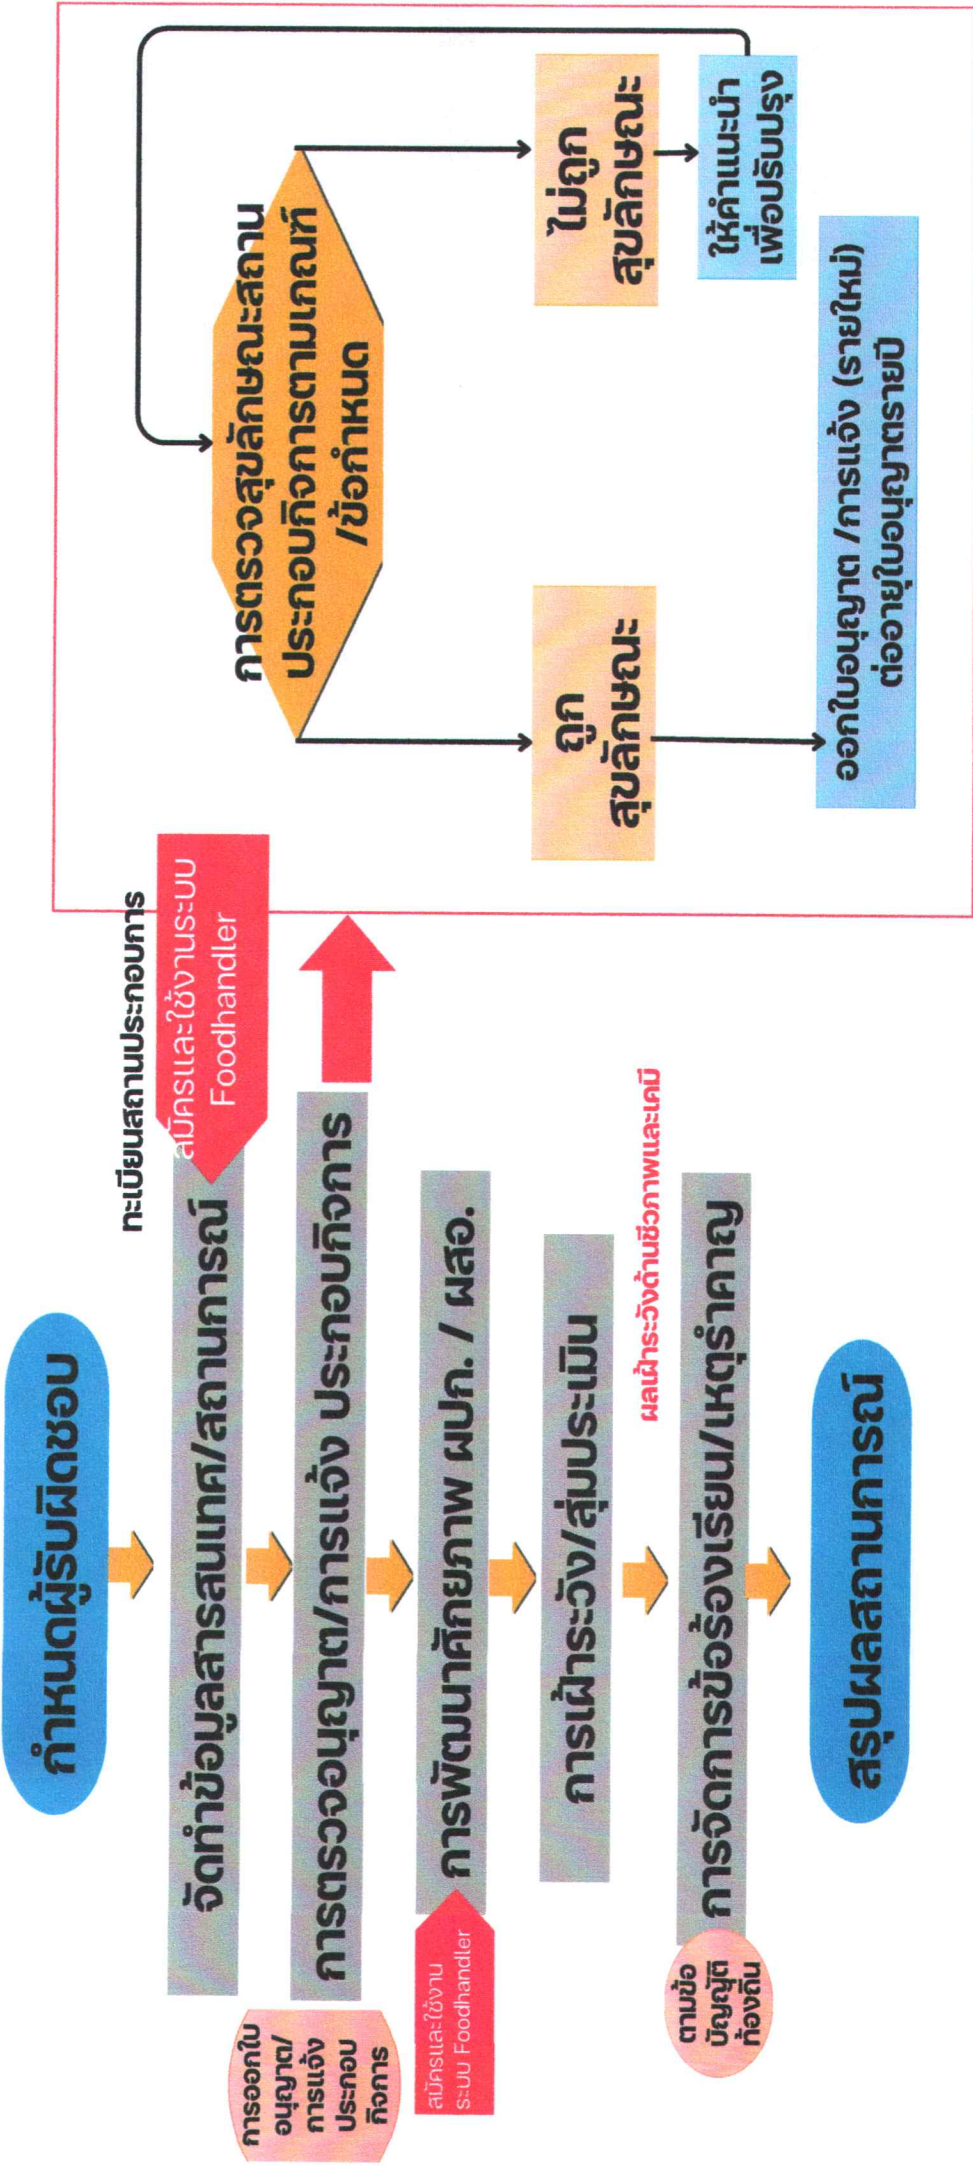 กำหนดผู้รับผิดชอบ
ทะเบียนสถานประกอบการ
จัดทำข้อมูลสารสนเทศ/สถานการณ์
สมัครและใช้งานระบบ
Foodhandler
การออกใบ
อนุญาต/
การแจ้ง
ประกอบ
กิจการ
การตรวจอนุญาต/การแจ้ง ประกอบกิจการ
สมัครและใช้งาน
ระบบ Foodhandler
การพัฒนาศักยภาพ ผปก. / ผสอ.
การเฝ้าระวัง/สุ่มประเมิน
ผลเฝ้าระวังด้านชีวภาพและเคมี
ตามข้อ
บัญญัติ
ท้องถิ่น
การจัดการข้อร้องเรียน/เหตุรำคาญ
สรุปผลสถานการณ์
การตรวจสุขลักษณะสถาน
ประกอบกิจการตามเกณฑ์
/ข้อกำหนด
ถูก
สุขลักษณะ
ไม่ถูก
สุขลักษณะ
ให้คำแนะนำ
เพื่อปรับปรุง
ออกใบอนุญาต /การแจ้ง (รายใหม่)
ต่ออายุใบอนุญาตรายปี